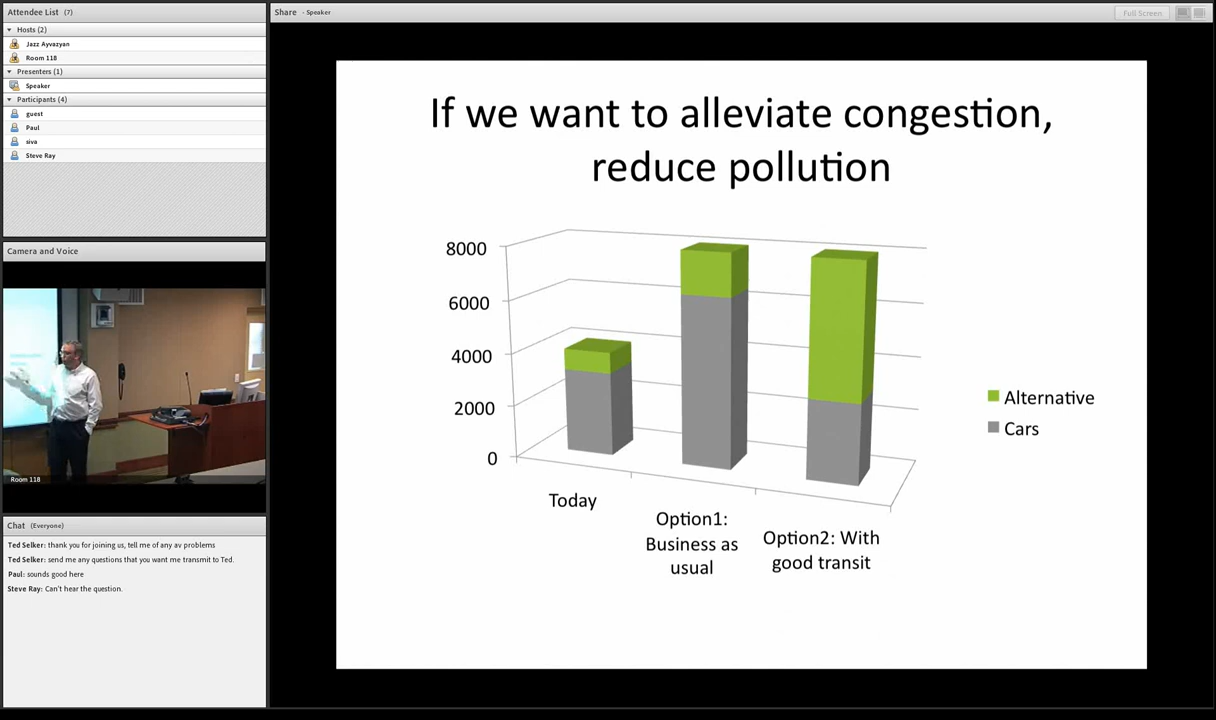 Attendee List (7)
Hosts (2)
Jazz Ayvazyan
Room 118
Presenters (1)
Speaker
Participants (4)
guest
Paul
siva
Steve Ray
Camera and Voice
Room 118
Chat (Everyone)
Ted Selker: thank you for joining us, tell me of any av problems
Ted Selker: send me any questions that you want me transmit to Ted.
Paul: sounds good here
Steve Ray: Can't hear the question.
Share - Speaker
Full Screen
If we want to alleviate congestion,
reduce pollution
8000
6000
4000
2000
0
Today
Option1:
Business as
usual
Option2: With
good transit
Alternative
Cars